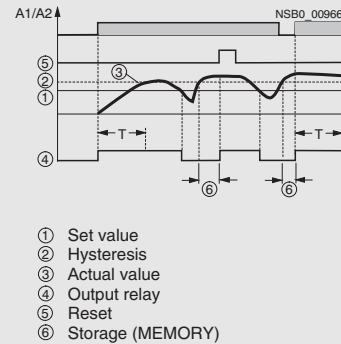 A1/A2
NSB0_00966
⑤
②
①
③
T
T
④
⑥
⑥
① Set value
② Hysteresis
③ Actual value
④ Output relay
⑤ Reset
⑥ Storage (MEMORY)